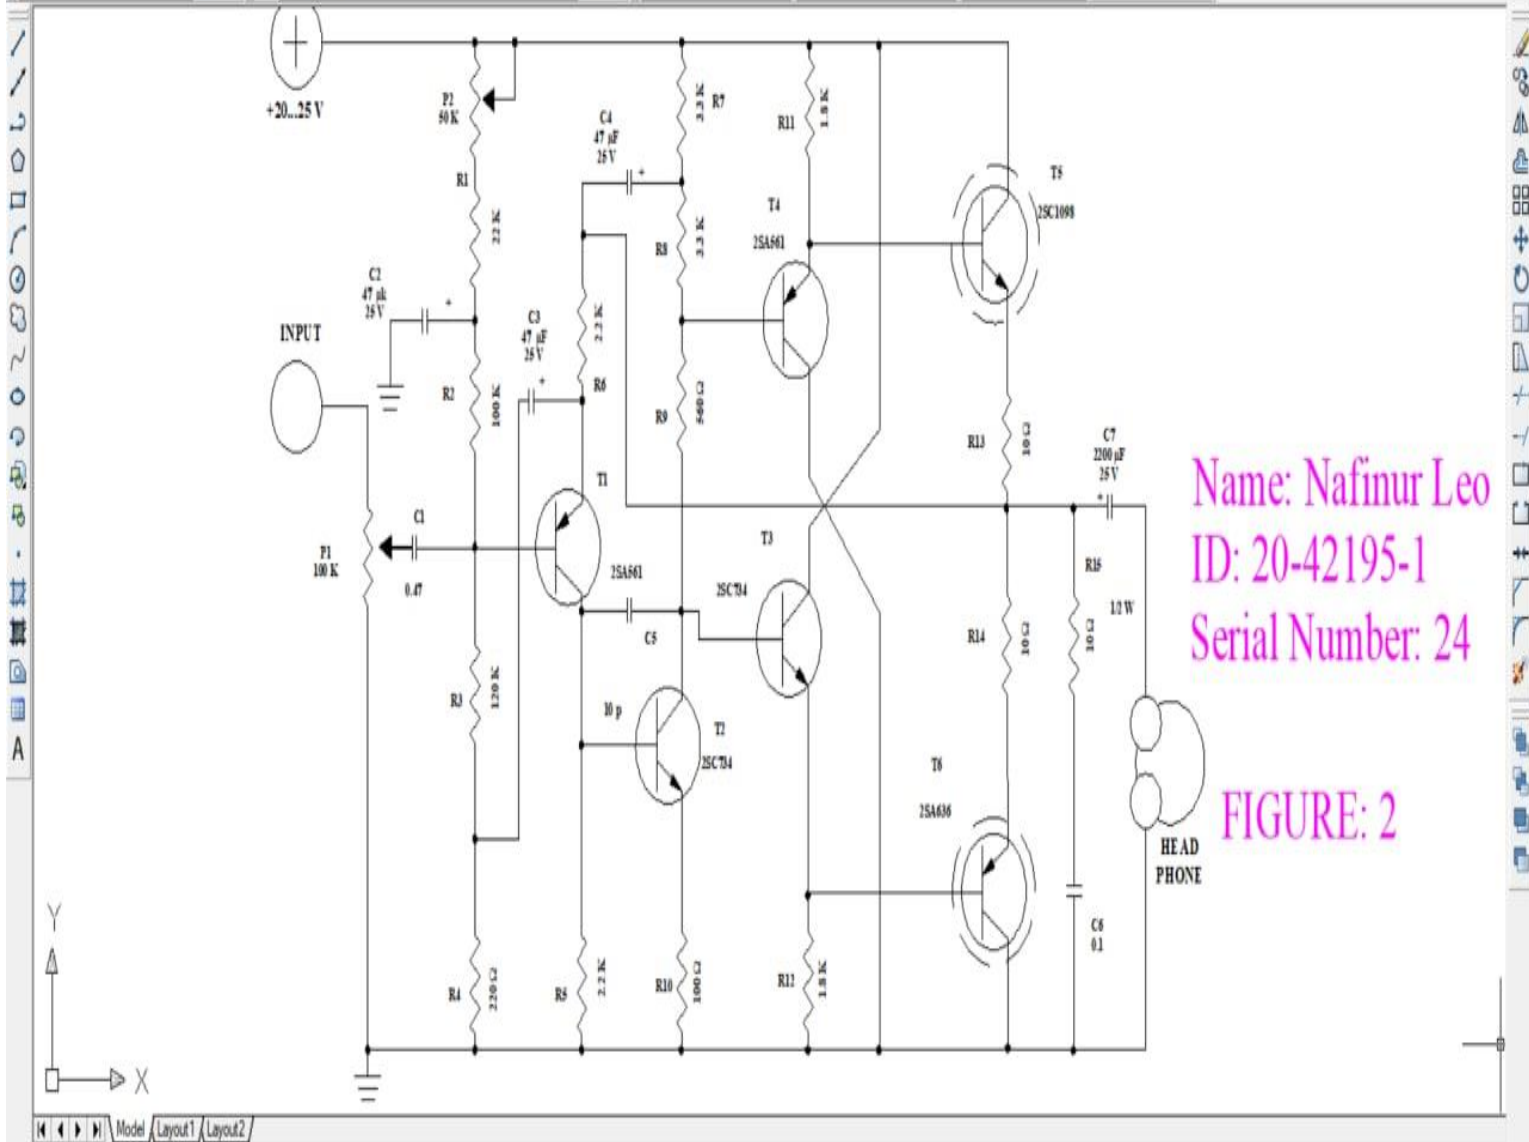 +20...25 V
P2
50 K
R1
22 K
C2
47 µk
25 V
INPUT
R2
100 K
C3
47 µF
25 V
C4
47 µF
25 V
R7
3.3 K
R8
3.3 K
2.2 K
R6
R9
560 Ω
R11
1.8 K
T4
2SA561
T5
2SC1098
R13
10 Ω
C7
2200 µF
25 V
Name: Nafinur Leo
ID: 20-42195-1
Serial Number: 24
T1
2SA561
C1
0.47
P1
100 K
C5
10 p
T3
2SC734
T2
2SC734
R3
120 K
R14
10 Ω
R15
10 Ω
1/2 W
T6
2SA636
FIGURE: 2
HEAD
PHONE
C6
0.1
R4
220 Ω
R5
2.2 K
R10
100 Ω
R12
1.8 K
Y
X
A
Model
Layout1
Layout2